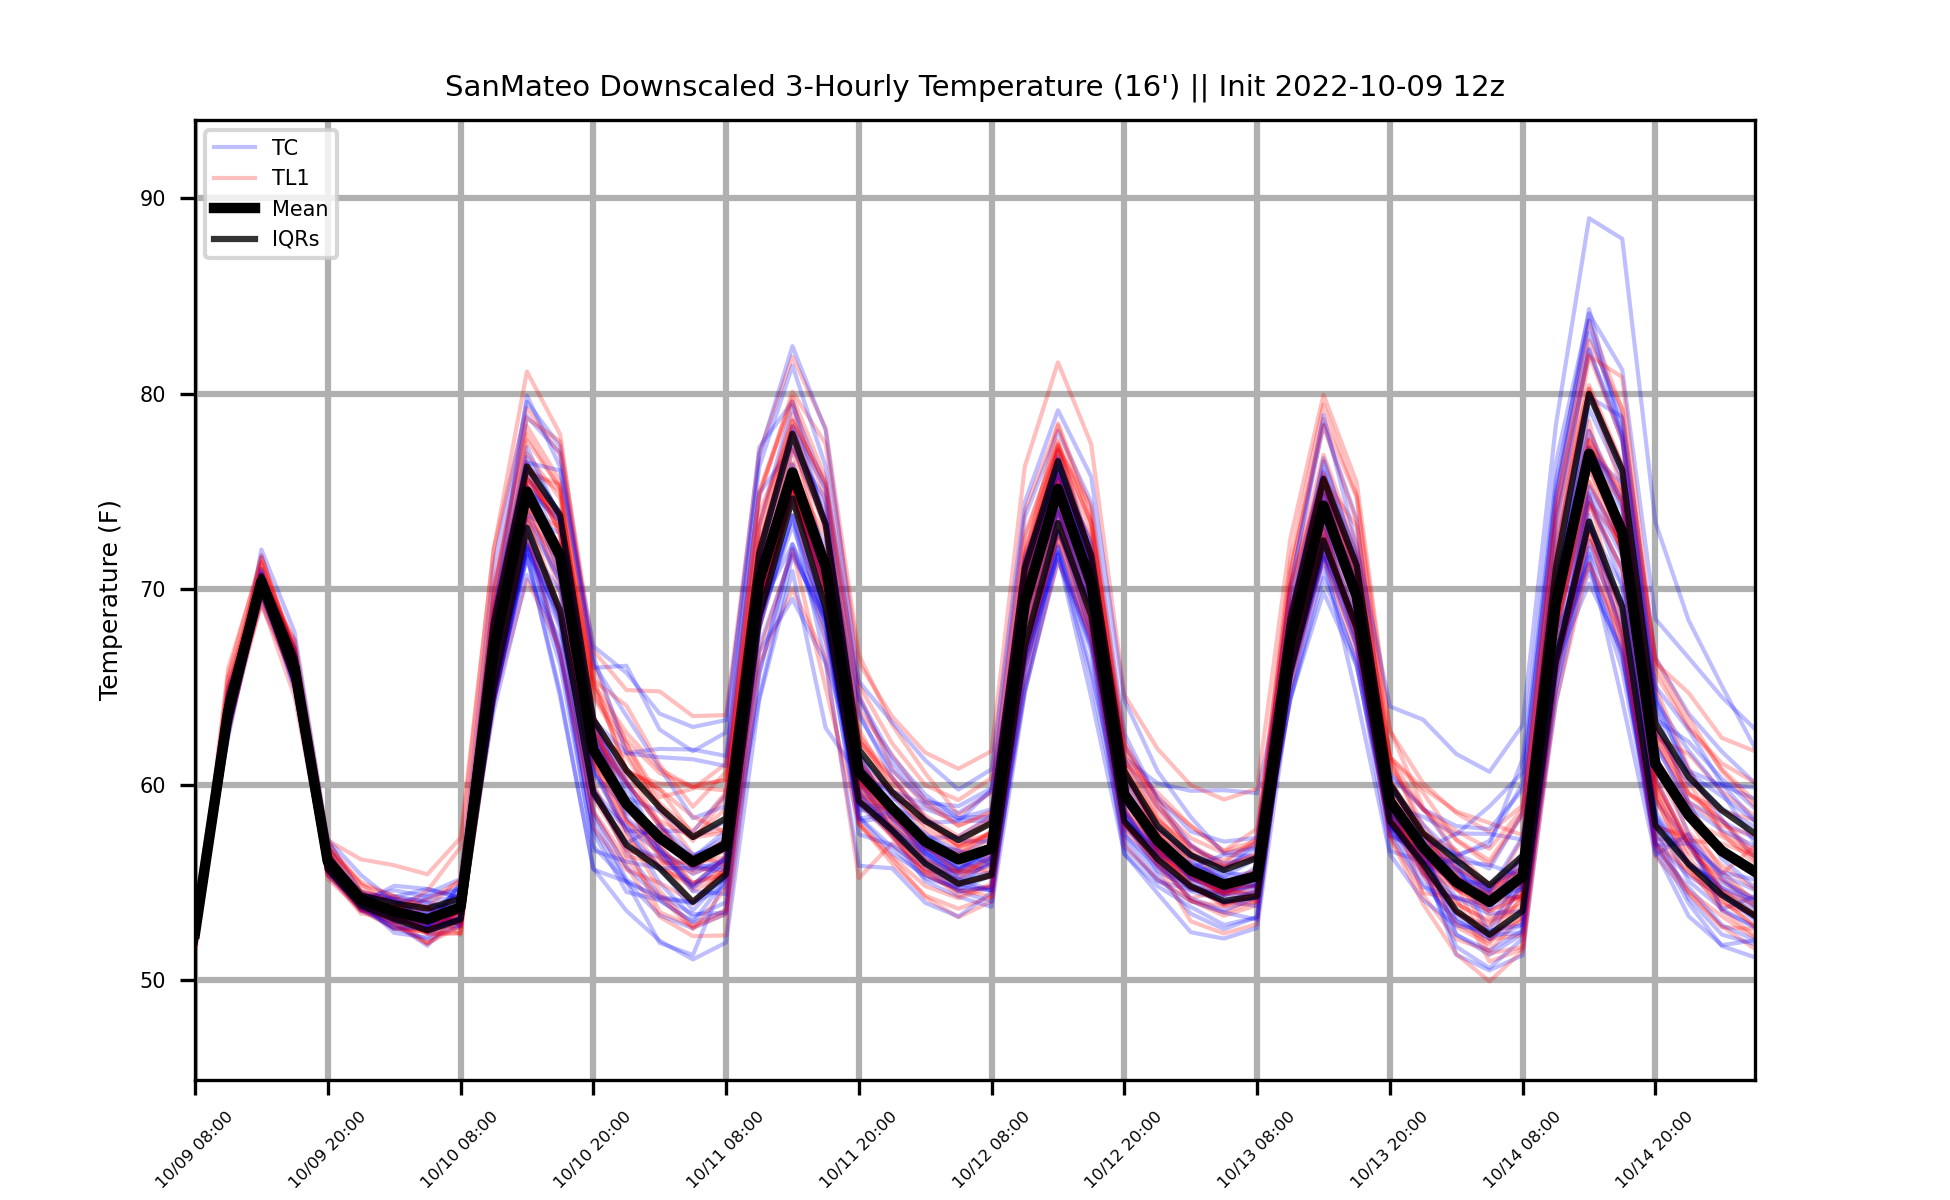 SanMateo Downscaled 3-Hourly Temperature (16') || Init 2022-10-09 12z
TC
TL1
Mean
IQRs
Temperature (F)
90
80
70
60
50
10/09 08:00
10/09 20:00
10/10 08:00
10/10 20:00
10/11 08:00
10/11 20:00
10/12 08:00
10/12 20:00
10/13 08:00
10/13 20:00
10/14 08:00
10/14 20:00